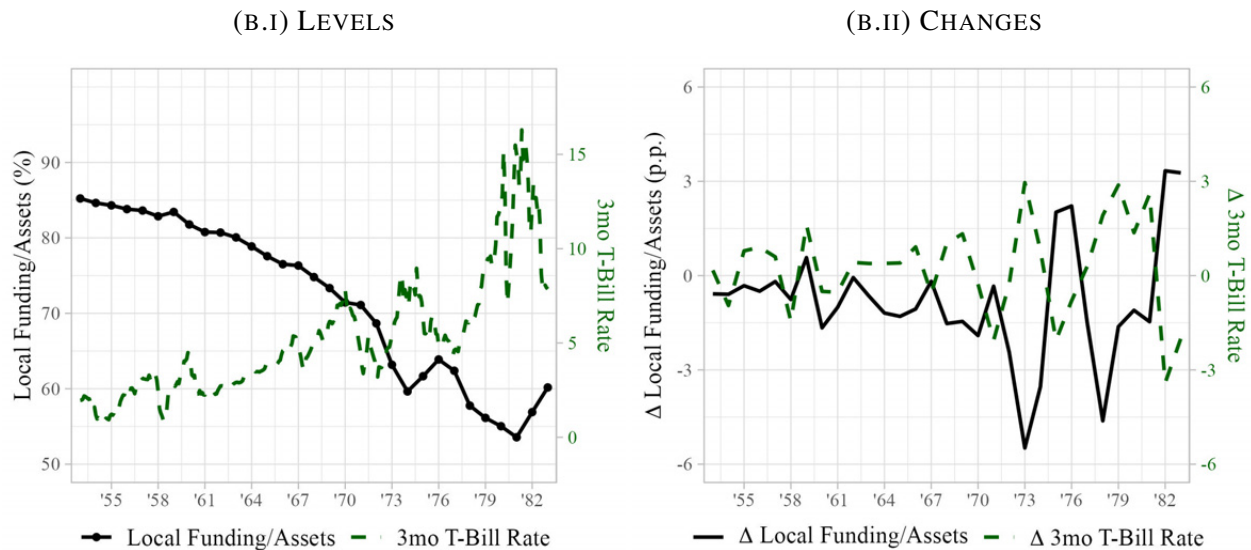 (B.I) LEVELS
Local Funding/Assets (%)
90
80
70
60
50
15
10
5
0
3mo T-Bill Rate
'55 '58 '61 '64 '67 '70 '73 '76 '79 '82
Local Funding/Assets 3mo T-Bill Rate
(B.II) CHANGES
Δ Local Funding/Assets (p.p.)
6
3
0
-3
-6
6
3
0
-3
-6
Δ 3mo T-Bill Rate
'55 '58 '61 '64 '67 '70 '73 '76 '79 '82
Δ Local Funding/Assets Δ 3mo T-Bill Rate